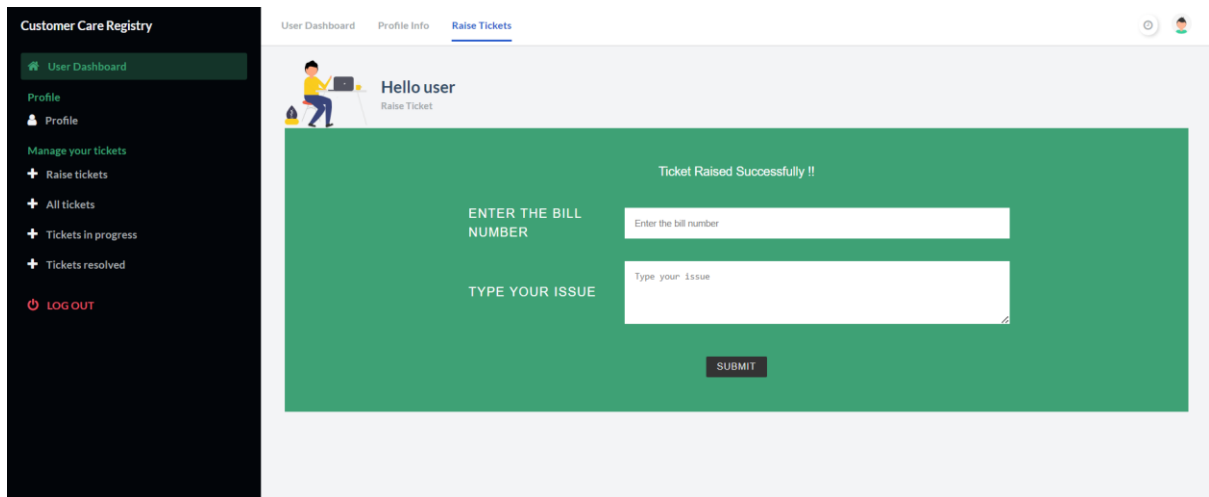 Customer Care Registry
User Dashboard
Profile
Profile
Manage your tickets
Raise tickets
All tickets
Tickets in progress
Tickets resolved
LOG OUT
User Dashboard Profile Info Raise Tickets
Hello user
Raise Ticket
Ticket Raised Successfully !!
ENTER THE BILL
NUMBER
Enter the bill number
TYPE YOUR ISSUE
Type your issue
SUBMIT